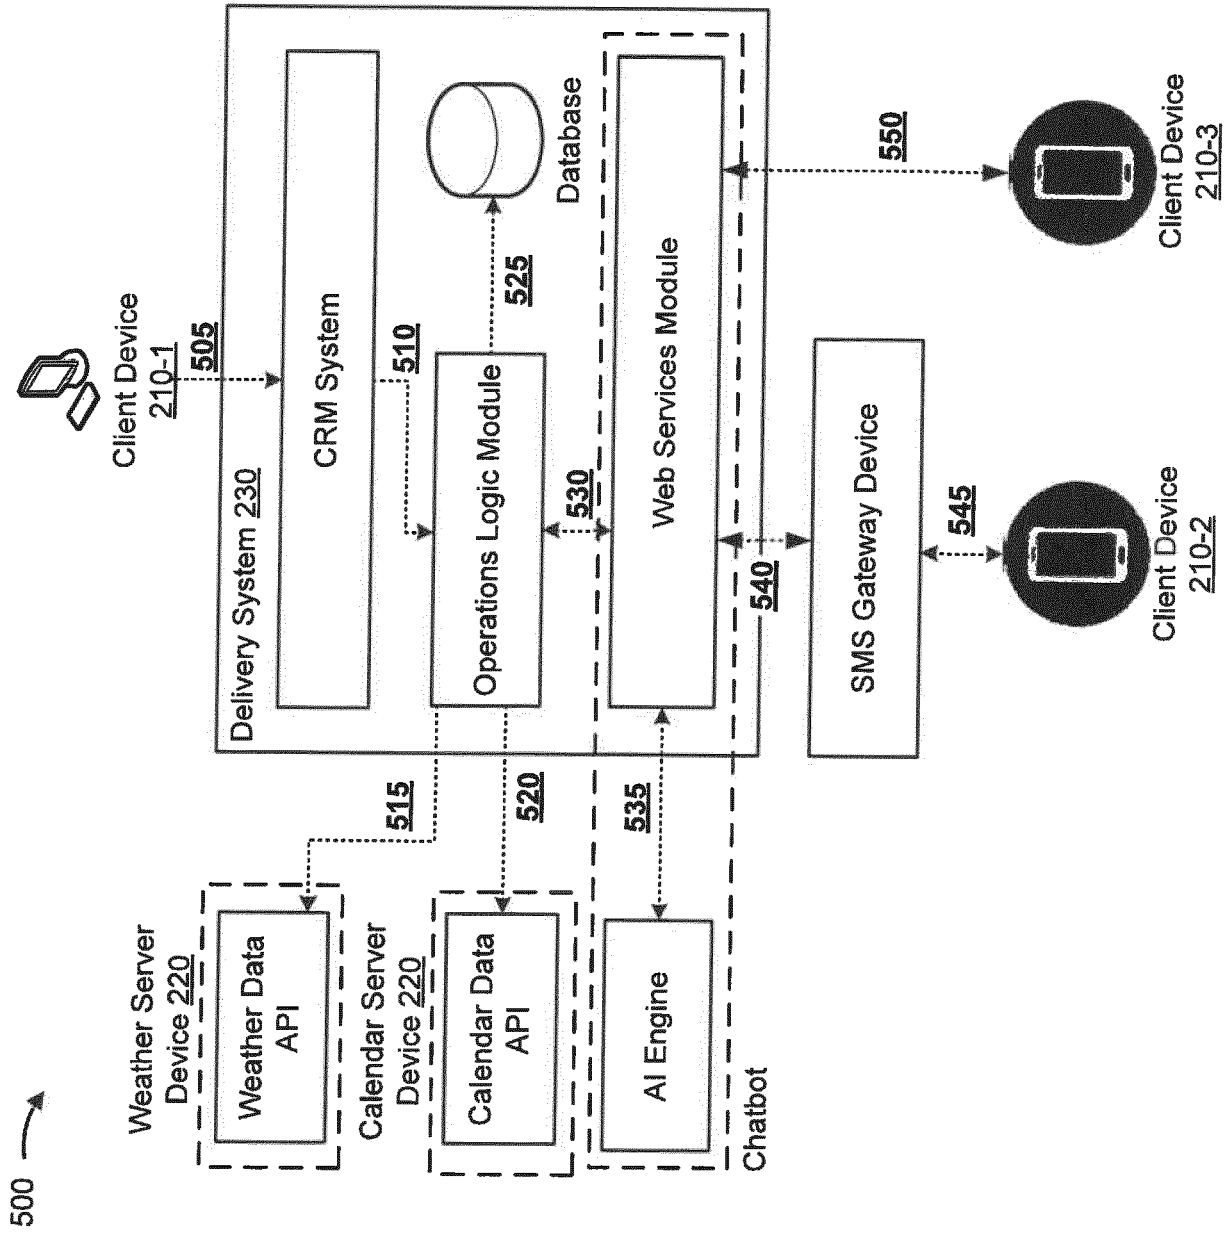 500
Weather Server
Device 220
Weather Data
API
Calendar Server
Device 220
Calendar Data
API
AI Engine
Chatbot
515
520
535
Delivery System 230
Client Device
210-1
505
CRM System
510
Operations Logic Module
525
Database
530
Web Services Module
540
SMS Gateway Device
545
Client Device
210-2
550
Client Device
210-3